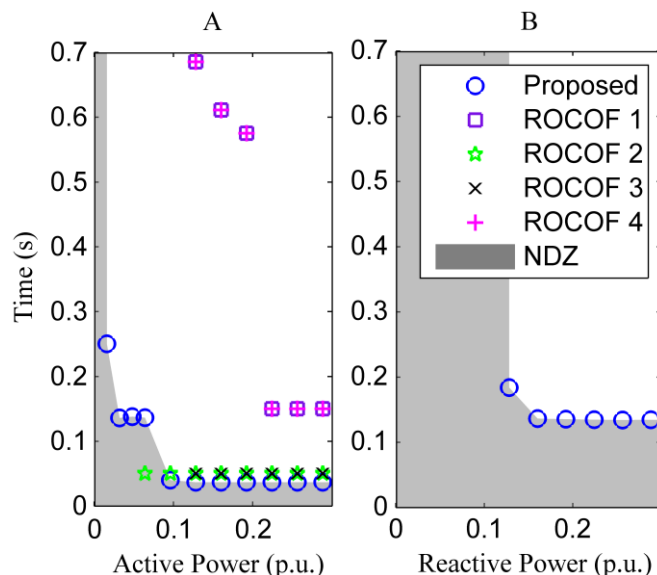 A
B
0.7
0.6
0.5
0.4
0.3
0.2
0.1
0
Time (s)
0
0.1
0.2
Active Power (p.u.)
0.7
0.6
0.5
0.4
0.3
0.2
0.1
0
0
0.1
0.2
Reactive Power (p.u.)
Proposed
ROCOF 1
ROCOF 2
ROCOF 3
ROCOF 4
NDZ